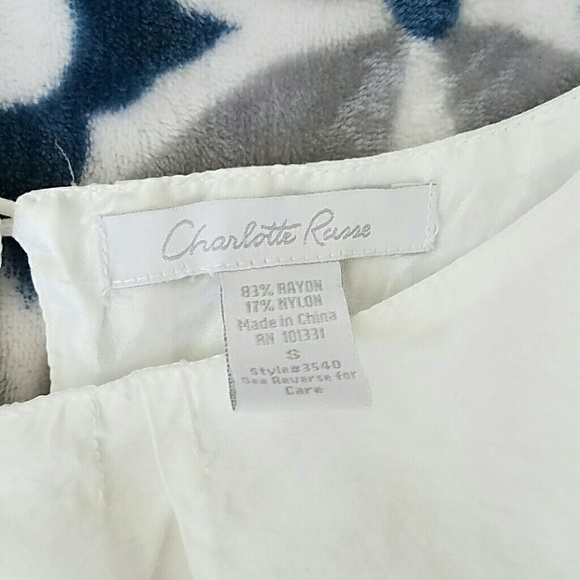 Charlotte Russe
83% RAYON
17% NYLON
Made in China
RN 101331
S
Style#3540
See Reverse for
Care